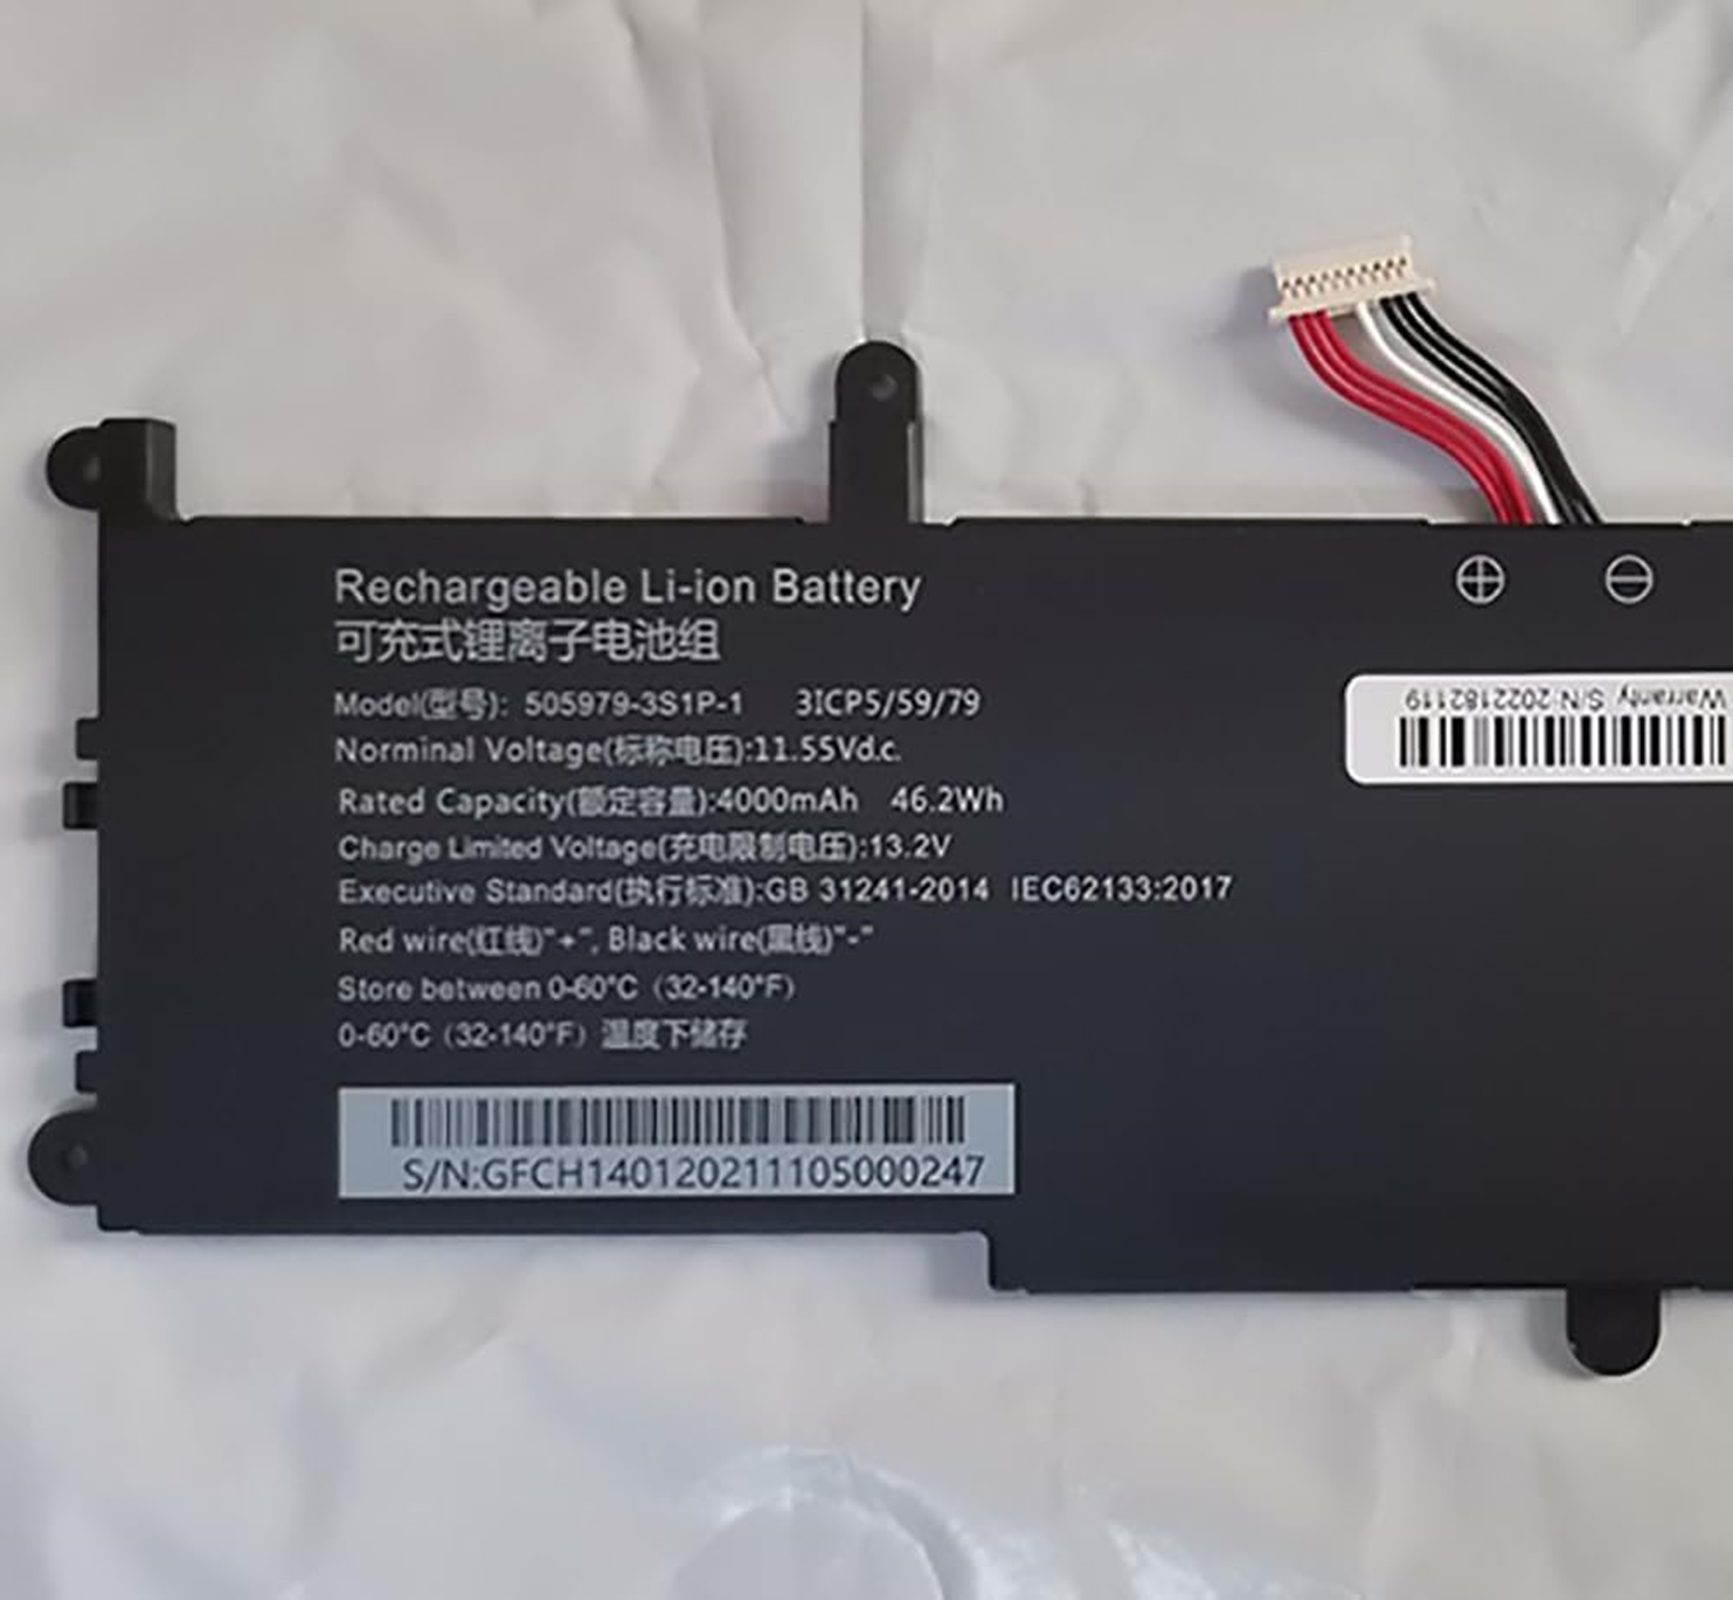 Rechargeable Li-ion Battery
可充式锂离子电池组
Model(型号): 505979-3S1P-1 3ICP5/59/79
Norminal Voltage(标称电压):11.55Vd.c.
Rated Capacity(额定容量):4000mAh 46.2Wh
Charge Limited Voltage(充电限制电压):13.2V
Executive Standard(执行标准):GB 31241-2014 IEC62133:2017
Red wire(红线)"+", Black wire(黑线)"-"
Store between 0-60°C (32-140°F)
0-60°C (32-140°F) 温度下储存
S/N:GFCH140120211105000247
Warranty S/N:2022182119